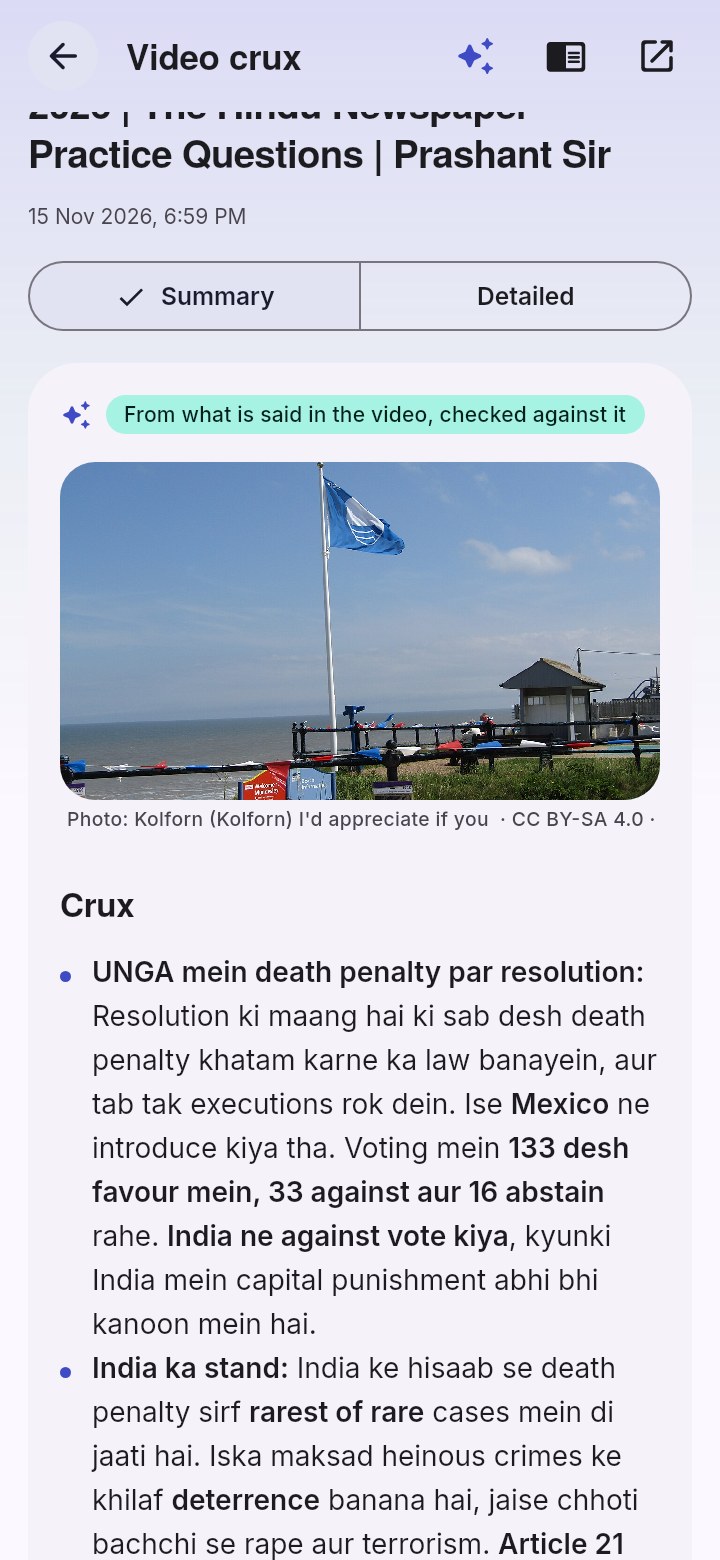 Video crux
2026 | The Hindu Newspaper
Practice Questions | Prashant Sir
15 Nov 2026, 6:59 PM
Summary
Detailed
From what is said in the video, checked against it
Photo: Kolforn (Kolforn) I'd appreciate if you · CC BY-SA 4.0 ·
Crux
UNGA mein death penalty par resolution:
Resolution ki maang hai ki sab desh death
penalty khatam karne ka law banayein, aur
tab tak executions rok dein. Ise Mexico ne
introduce kiya tha. Voting mein 133 desh
favour mein, 33 against aur 16 abstain
rahe. India ne against vote kiya, kyunki
India mein capital punishment abhi bhi
kanoon mein hai.
India ka stand: India ke hisaab se death
penalty sirf rarest of rare cases mein di
jaati hai. Iska maksad heinous crimes ke
khilaf deterrence banana hai, jaise chhoti
bachchi se rape aur terrorism. Article 21